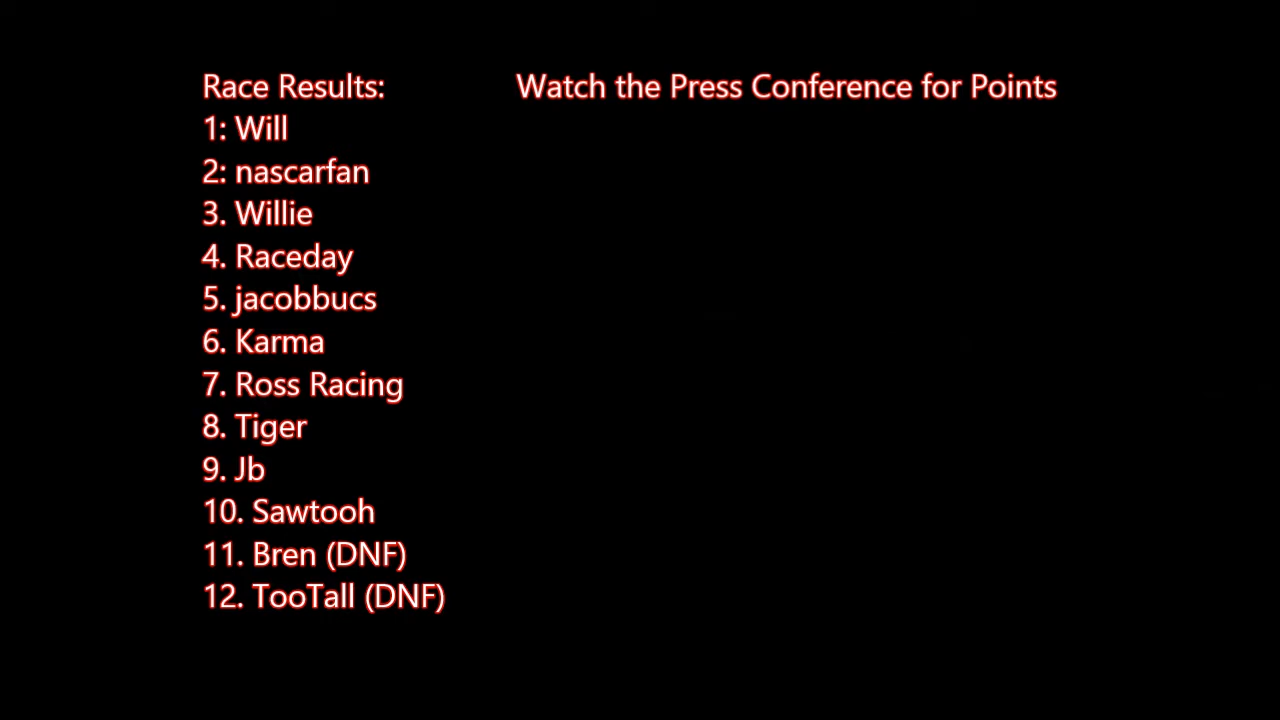 Race Results: Watch the Press Conference for Points
1: Will
2: nascarfan
3. Willie
4. Raceday
5. jacobbucs
6. Karma
7. Ross Racing
8. Tiger
9. Jb
10. Sawtooh
11. Bren (DNF)
12. TooTall (DNF)